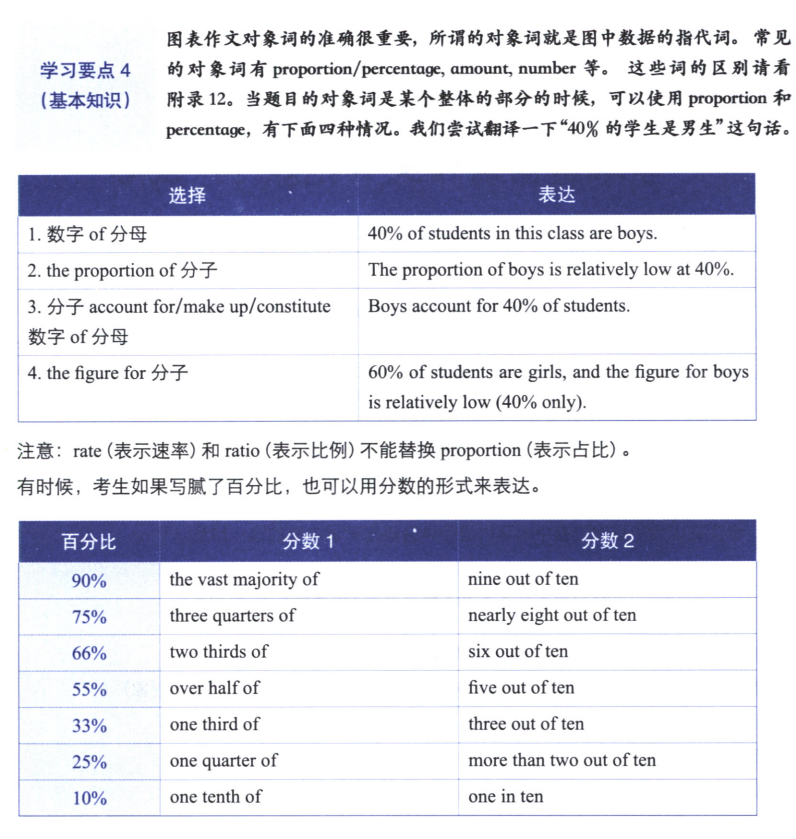 学习要点 4
(基本知识)
图表作文对象词的准确很重要，所谓的对象词就是图中数据的指代词。常见
的对象词有 proportion/percentage, amount, number 等。 这些词的区别请看
附录 12。当题目的对象词是某个整体的部分的时候，可以使用 proportion 和
percentage，有下面四种情况。我们尝试翻译一下“40% 的学生是男生”这句话。
选择 表达
1. 数字 of 分母 40% of students in this class are boys.
2. the proportion of 分子 The proportion of boys is relatively low at 40%.
3. 分子 account for/make up/constitute Boys account for 40% of students.
数字 of 分母
4. the figure for 分子 60% of students are girls, and the figure for boys
is relatively low (40% only).
注意：rate (表示速率) 和 ratio (表示比例) 不能替换 proportion (表示占比) 。
有时候，考生如果写腻了百分比，也可以用分数的形式来表达。
百分比 分数 1 分数 2
90% the vast majority of nine out of ten
75% three quarters of nearly eight out of ten
66% two thirds of six out of ten
55% over half of five out of ten
33% one third of three out of ten
25% one quarter of more than two out of ten
10% one tenth of one in ten